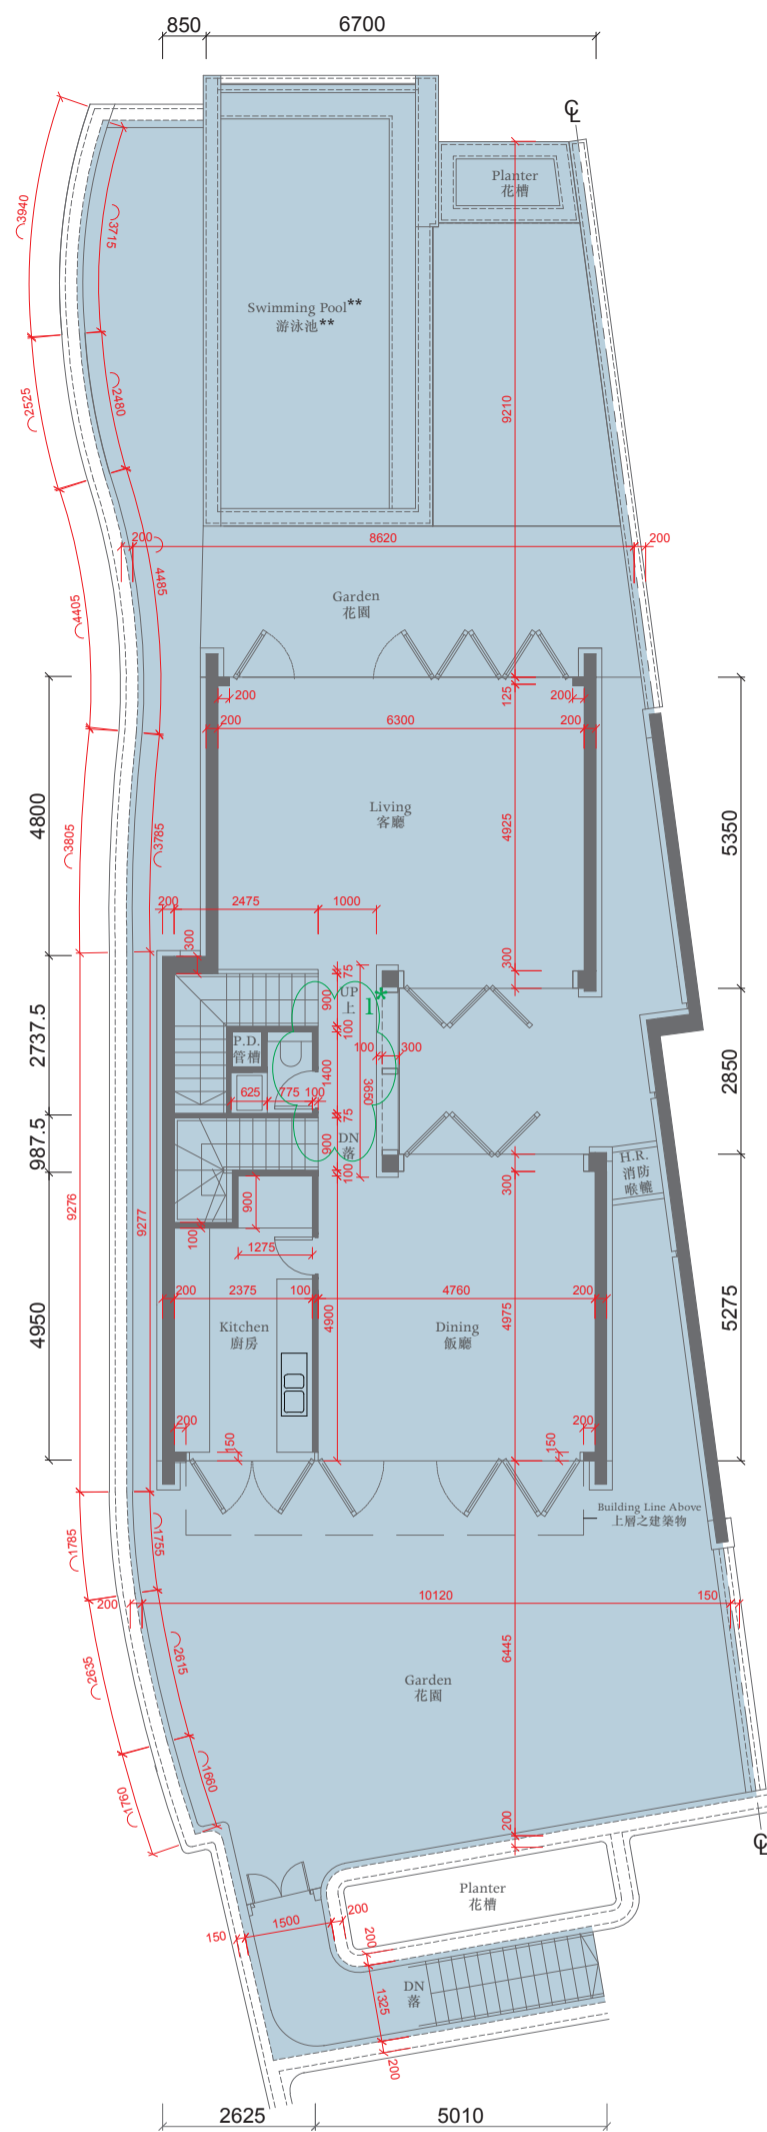 850 6700
℄
Planter
花槽
3940
3715
Swimming Pool**
游泳池**
2525
2480
9210
200 8620 200
4485
4405
Garden
花園
200 125 200
200 6300 200
Living
客廳
4800
3805
3785
4925
5350
200 2475 1000
300
300
75
UP
上
1*
900
100
P.D.
管槽
2737.5
100 300
1400
3650
2850
625 775 100
75
DN
落
900
100
987.5
H.R.
消防
喉轆
9276
9277
900
300
100
1275
200 2375 100 4760 200
4900
4975
Kitchen
廚房
Dining
飯廳
4950
5275
200 200
150 150
Building Line Above
上層之建築物
1785
1755
200 10120 150
6445
2635
2615
Garden
花園
1660
1760
200
℄
Planter
花槽
150 1500 200
200
DN
落
1325
200
2625 5010